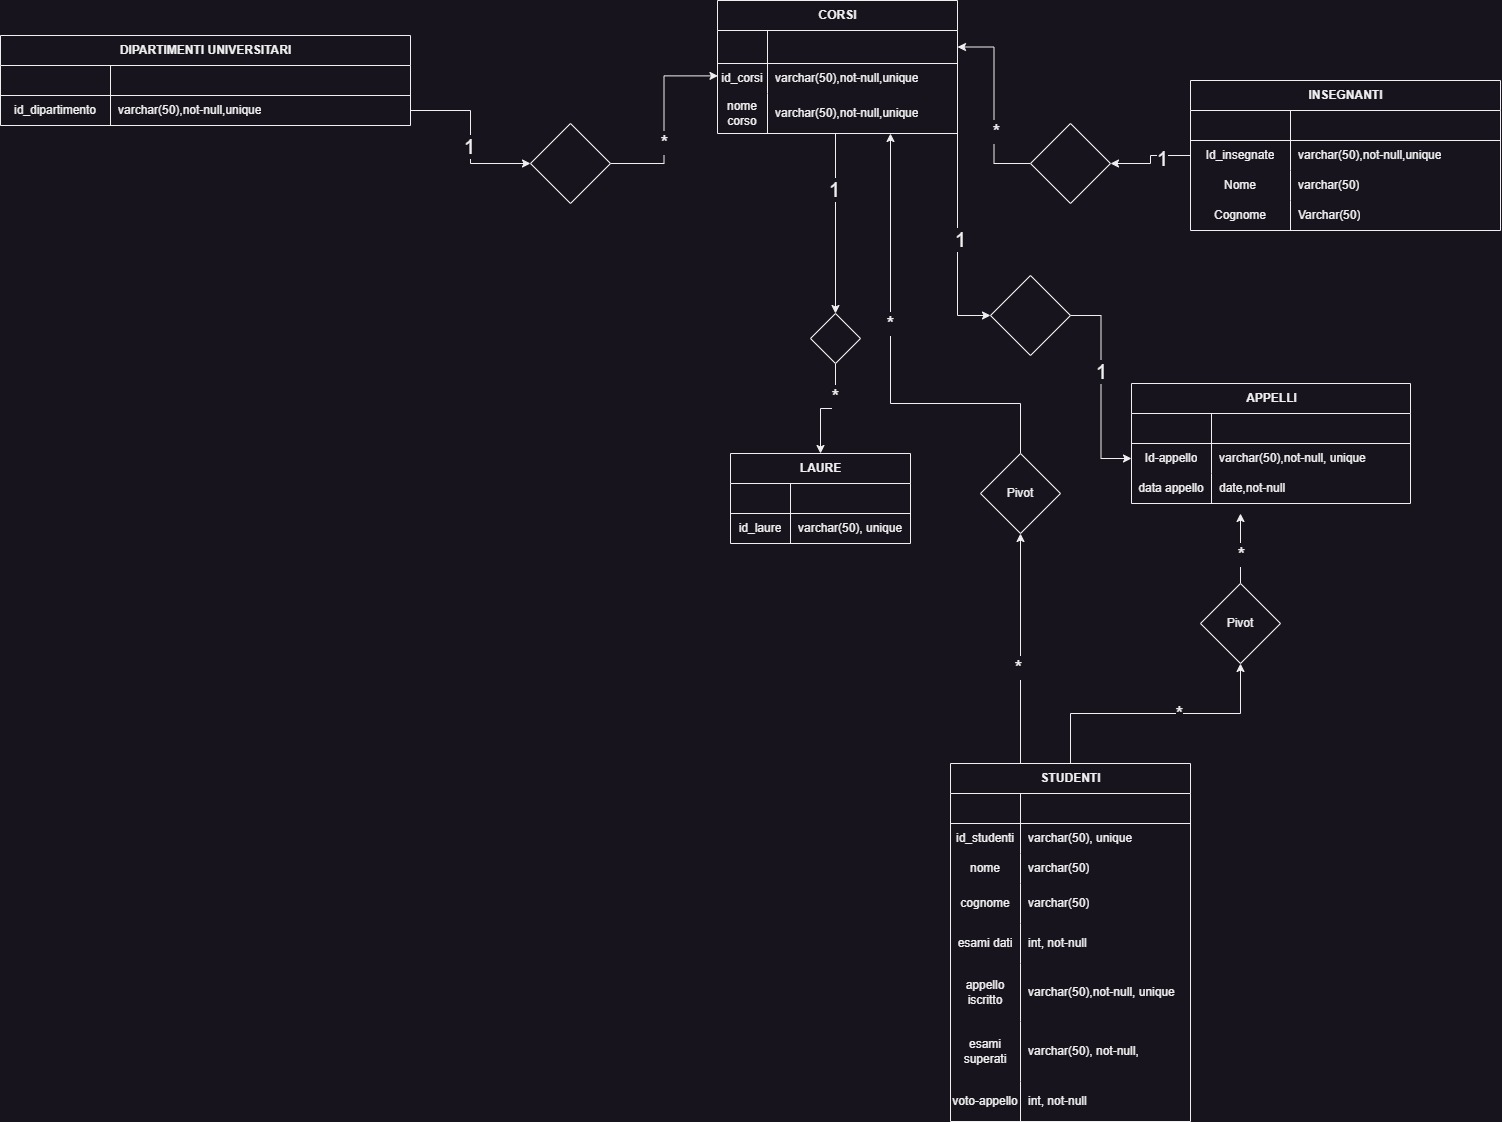 CORSI
DIPARTIMENTI UNIVERSITARI
id_corsi varchar(50),not-null,unique
nome
corso
varchar(50),not-null,unique
id_dipartimento varchar(50),not-null,unique
INSEGNANTI
Id_insegnate varchar(50),not-null,unique
Nome varchar(50)
Cognome Varchar(50)
1
*
*
1
1
*
1
1
*
APPELLI
Id-appello varchar(50),not-null, unique
data appello date,not-null
LAURE
id_laure varchar(50), unique
Pivot
*
Pivot
*
*
STUDENTI
id_studenti varchar(50), unique
nome varchar(50)
cognome varchar(50)
esami dati int, not-null
appello
iscritto
varchar(50),not-null, unique
esami
superati
varchar(50), not-null,
voto-appello int, not-null